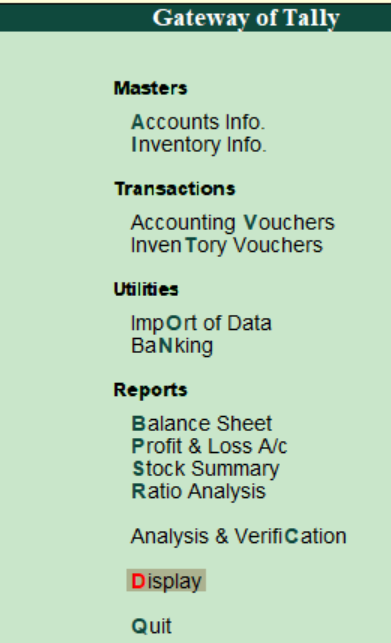 Gateway of Tally
Masters
Accounts Info.
Inventory Info.
Transactions
Accounting Vouchers
InvenTory Vouchers
Utilities
ImpOrt of Data
BaNking
Reports
Balance Sheet
Profit & Loss A/c
Stock Summary
Ratio Analysis
Analysis & VerifiCation
Display
Quit